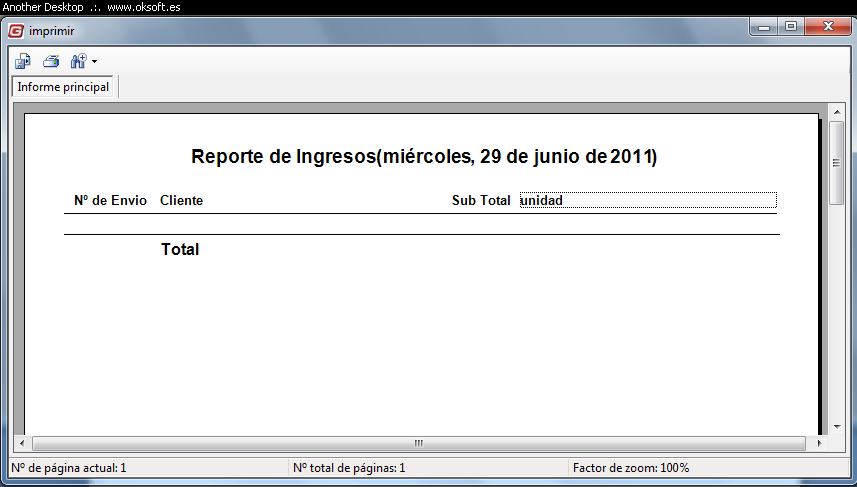 Another Desktop .:. www.oksoft.es
imprimir
Informe principal
Reporte de Ingresos(miércoles, 29 de junio de 2011)
Nº de Envio Cliente Sub Total unidad
Total
Nº de página actual: 1 Nº total de páginas: 1 Factor de zoom: 100%